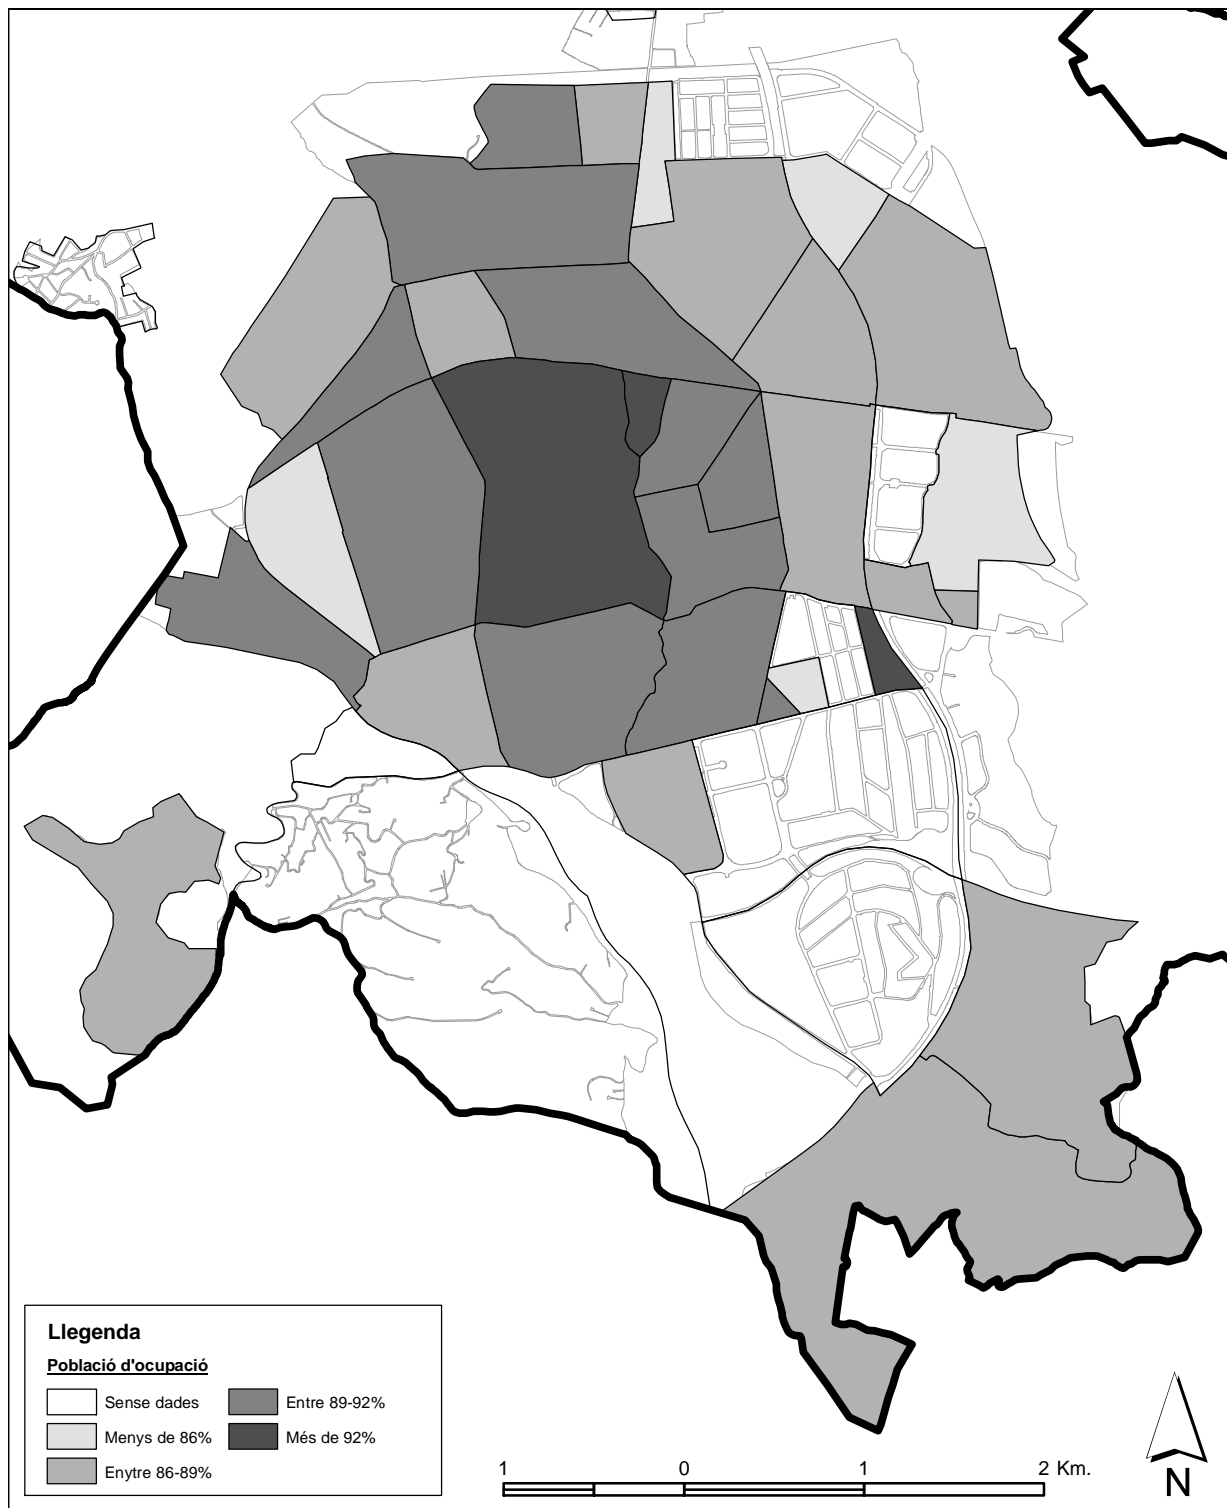 Llegenda
Població d'ocupació
Sense dades
Menys de 86%
Enytre 86-89%
Entre 89-92%
Més de 92%
1 0 1 2 Km.
N